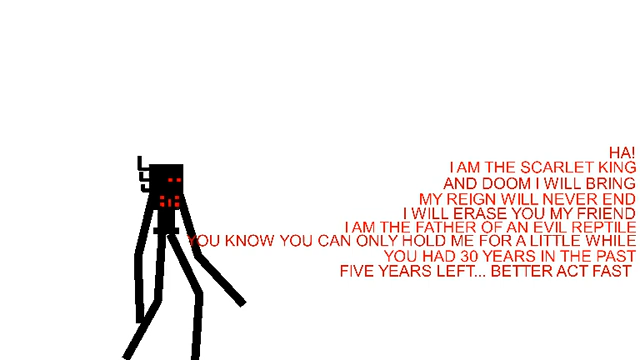 HA!
I AM THE SCARLET KING
AND DOOM I WILL BRING
MY REIGN WILL NEVER END
I WILL ERASE YOU MY FRIEND
I AM THE FATHER OF AN EVIL REPTILE
YOU KNOW YOU CAN ONLY HOLD ME FOR A LITTLE WHILE
YOU HAD 30 YEARS IN THE PAST
FIVE YEARS LEFT... BETTER ACT FAST